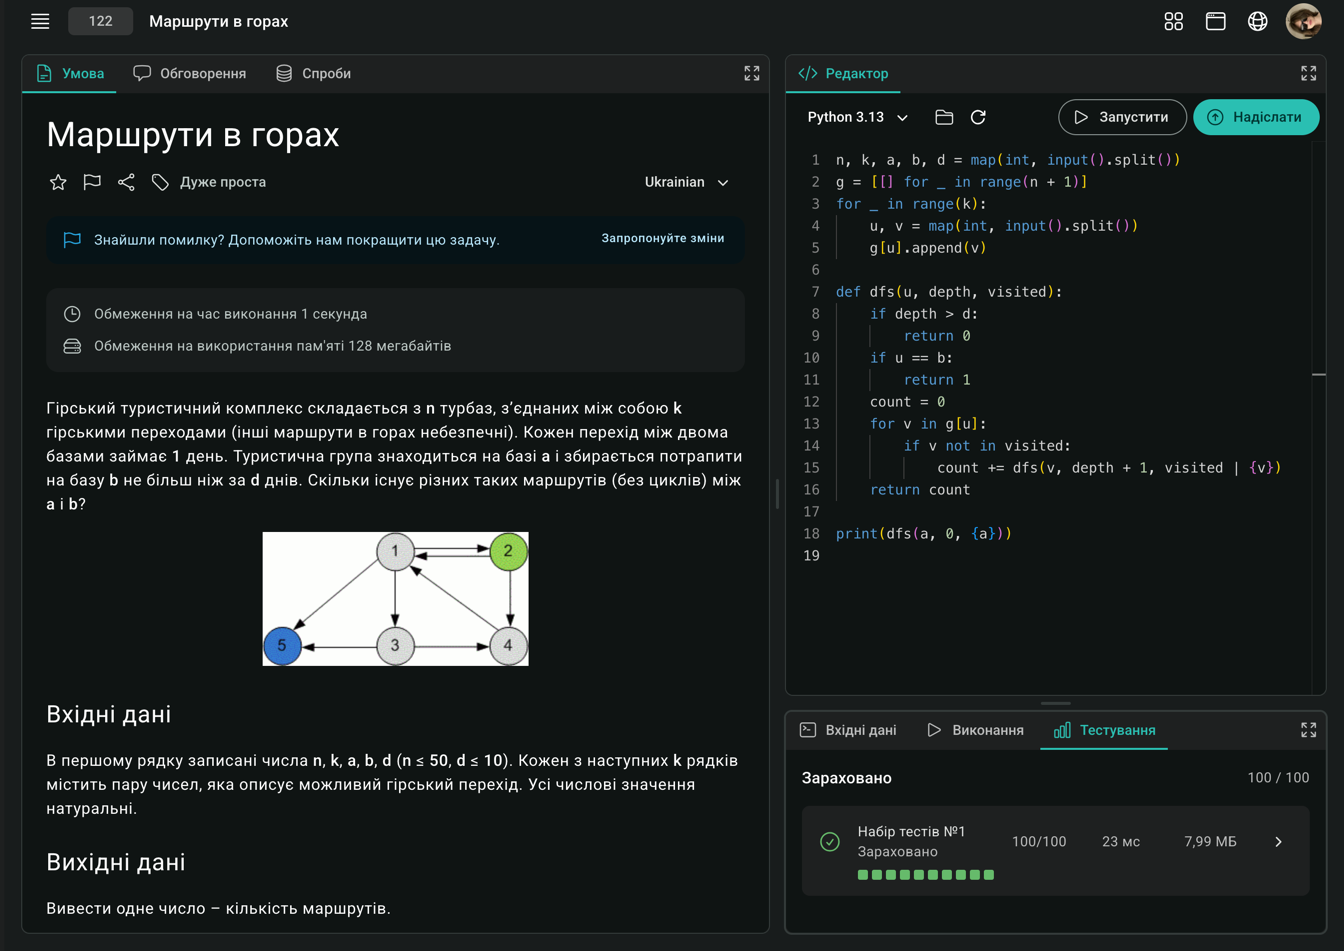 122
Маршрути в горах
Умова
Обговорення
Спроби
Маршрути в горах
Дуже проста
Ukrainian
Знайшли помилку? Допоможіть нам покращити цю задачу.
Запропонуйте зміни
Обмеження на час виконання 1 секунда
Обмеження на використання пам'яті 128 мегабайтів
Гірський туристичний комплекс складається з n турбаз, з’єднаних між собою k
гірськими переходами (інші маршрути в горах небезпечні). Кожен перехід між двома
базами займає 1 день. Туристична група знаходиться на базі a і збирається потрапити
на базу b не більш ніж за d днів. Скільки існує різних таких маршрутів (без циклів) між
a і b?
1
2
5
3
4
Вхідні дані
В першому рядку записані числа n, k, a, b, d (n ≤ 50, d ≤ 10). Кожен з наступних k рядків
містить пару чисел, яка описує можливий гірський перехід. Усі числові значення
натуральні.
Вихідні дані
Вивести одне число – кількість маршрутів.
Редактор
Python 3.13
Запустити
Надіслати
1 n, k, a, b, d = map(int, input().split())
2 g = [[] for _ in range(n + 1)]
3 for _ in range(k):
4     u, v = map(int, input().split())
5     g[u].append(v)
6
7 def dfs(u, depth, visited):
8     if depth > d:
9         return 0
10     if u == b:
11         return 1
12     count = 0
13     for v in g[u]:
14         if v not in visited:
15             count += dfs(v, depth + 1, visited | {v})
16     return count
17
18 print(dfs(a, 0, {a}))
19
Вхідні дані
Виконання
Тестування
Зараховано
100 / 100
Набір тестів №1
Зараховано
100/100
23 мс
7,99 МБ